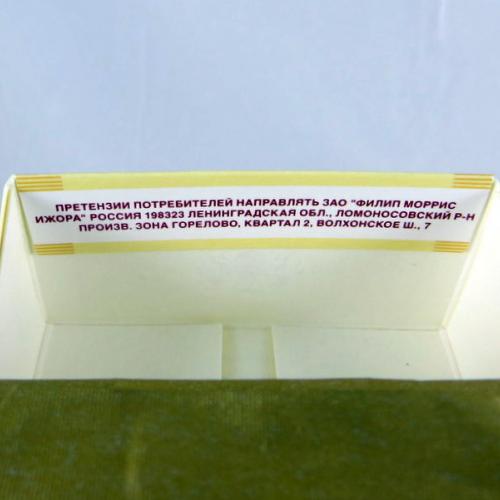 ПРЕТЕНЗИИ ПОТРЕБИТЕЛЕЙ НАПРАВЛЯТЬ ЗАО "ФИЛИП МОРРИС
ИЖОРА" РОССИЯ 198323 ЛЕНИНГРАДСКАЯ ОБЛ., ЛОМОНОСОВСКИЙ Р-Н
ПРОИЗВ. ЗОНА ГОРЕЛОВО, КВАРТАЛ 2, ВОЛХОНСКОЕ Ш., 7